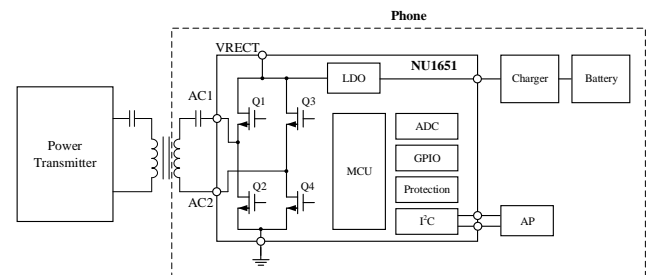 Phone
VRECT
NU1651
LDO
Charger
Battery
AC1
Q1
Q3
Power
Transmitter
ADC
MCU
GPIO
Protection
Q2
Q4
AC2
I²C
AP